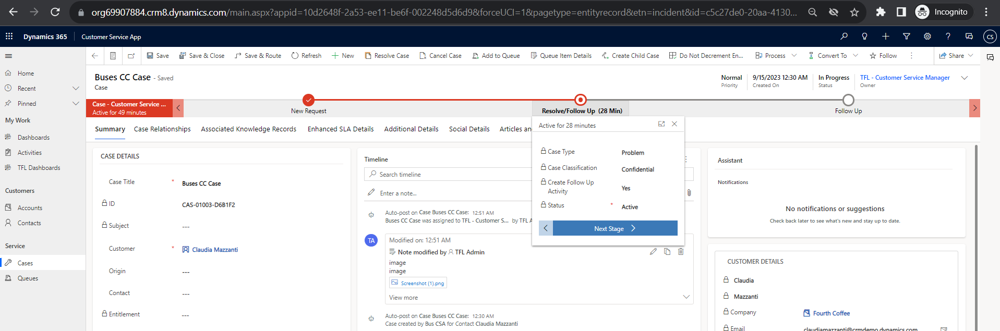 org69907884.crm8.dynamics.com/main.aspx?appid=10d2648f-2a53-ee11-be6f-002248d5d6d9&forceUCI=1&pagetype=entityrecord&etn=incident&id=c5c27de0-20aa-4130...
Incognito
Dynamics 365
Customer Service App
CS
Save
Save & Close
Save & Route
Refresh
New
Resolve Case
Cancel Case
Add to Queue
Queue Item Details
Create Child Case
Do Not Decrement En...
Process
Convert To
Follow
Share
Home
Recent
Pinned
My Work
Dashboards
Activities
TFL Dashboards
Customers
Accounts
Contacts
Service
Cases
Queues
Buses CC Case - Saved
Case
Normal
Priority
9/15/2023 12:30 AM
Created On
In Progress
Status
TFL - Customer Service Manager
Owner
Case - Customer Service ...
Active for 49 minutes
New Request
Resolve/Follow Up (28 Min)
Follow Up
Summary
Case Relationships
Associated Knowledge Records
Enhanced SLA Details
Additional Details
Social Details
Articles an
Active for 28 minutes
Case Type
Problem
Case Classification
Confidential
Create Follow Up
Activity
Yes
Status
*
Active
Next Stage
CASE DETAILS
Case Title
*
Buses CC Case
ID
CAS-01003-D6B1F2
Subject
---
Customer
*
Claudia Mazzanti
Origin
---
Contact
---
Entitlement
---
Timeline
Search timeline
Enter a note...
Auto-post on Case Buses CC Case: 12:51 AM
Buses CC Case was assigned to TFL - Customer S... by TFL A
TA
Modified on: 12:51 AM
Note modified by TFL Admin
image
image
Screenshot (1).png
View more
Auto-post on Case Buses CC Case: 12:30 AM
Case created by Bus CSA for Contact Claudia Mazzanti
Assistant
Notifications
No notifications or suggestions
Check back later to see what's new and stay up to date.
CUSTOMER DETAILS
Claudia
Mazzanti
Company
Fourth Coffee
Email
claudiamazzanti@crmdemo.dynamics.com